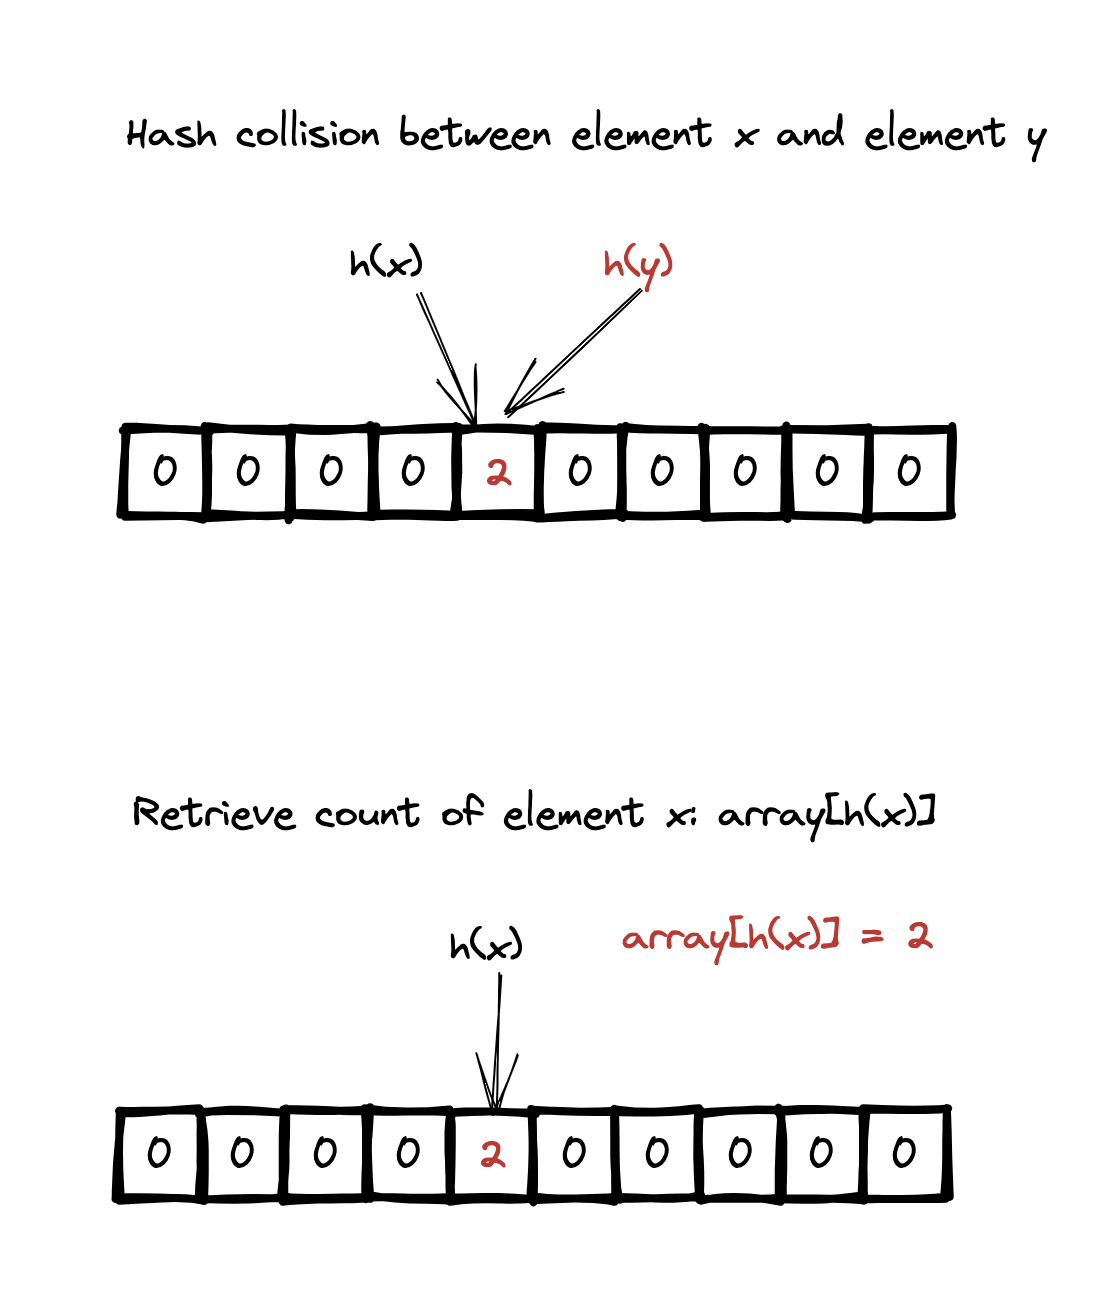 Hash collision between element x and element y
h(x) h(y)
0 0 0 0 2 0 0 0 0 0
Retrieve count of element x: array[h(x)]
h(x) array[h(x)] = 2
0 0 0 0 2 0 0 0 0 0